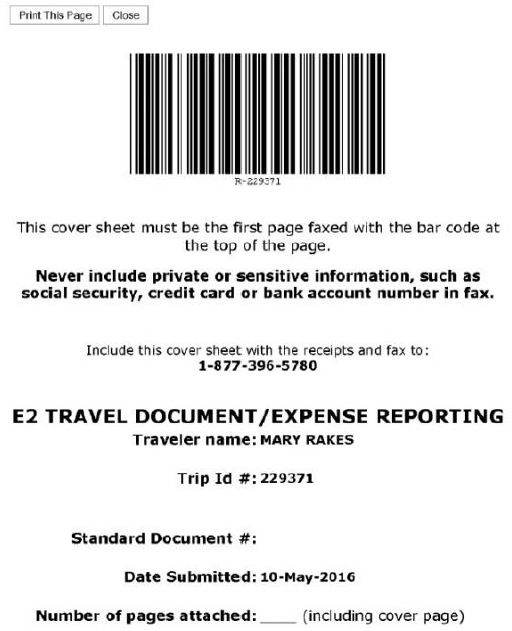 Print This Page Close
R-229371
This cover sheet must be the first page faxed with the bar code at
the top of the page.
Never include private or sensitive information, such as
social security, credit card or bank account number in fax.
Include this cover sheet with the receipts and fax to:
1-877-396-5780
E2 TRAVEL DOCUMENT/EXPENSE REPORTING
Traveler name: MARY RAKES
Trip Id #: 229371
Standard Document #:
Date Submitted: 10-May-2016
Number of pages attached: ____ (including cover page)